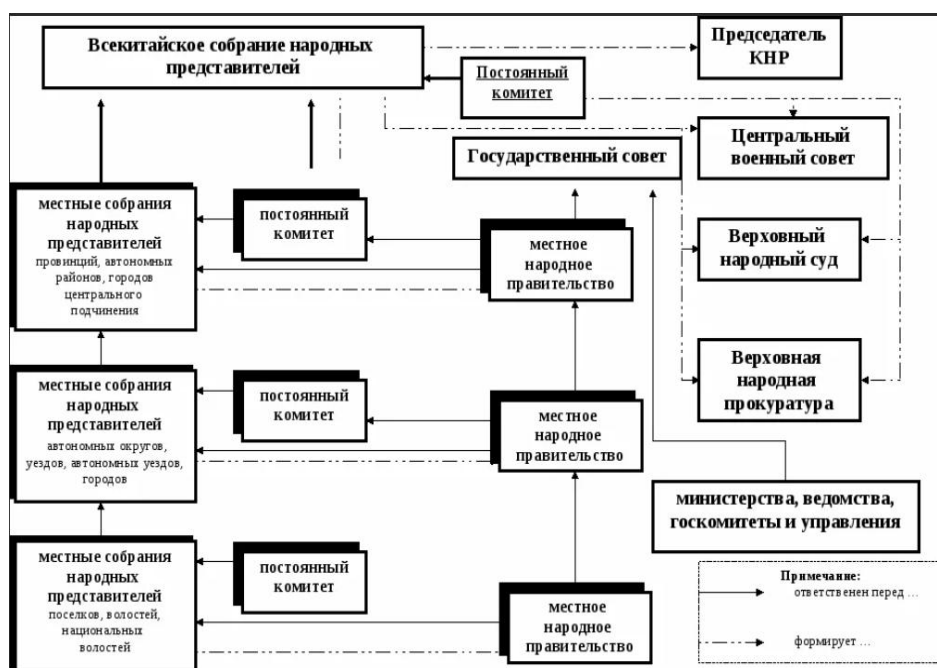 Всекитайское собрание народных
представителей
Председатель
КНР
Постоянный
комитет
Центральный
военный совет
Государственный совет
местные собрания
народных
представителей
провинций, автономных
районов, городов
центрального
подчинения
постоянный
комитет
местное
народное
правительство
Верховный
народный суд
местные собрания
народных
представителей
автономных округов,
уездов, автономных уездов,
городов
постоянный
комитет
местное
народное
правительство
Верховная
народная
прокуратура
министерства, ведомства,
госкомитеты и управления
местные собрания
народных
представителей
поселков, волостей,
национальных
волостей
постоянный
комитет
местное
народное
правительство
Примечание:
ответственен перед ...
формирует ...